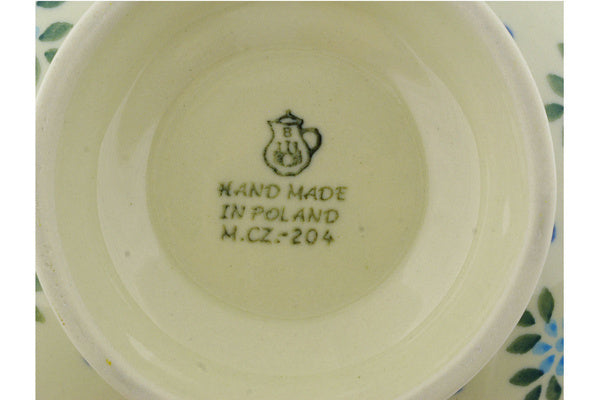 B
HAND MADE
IN POLAND
M.CZ.-204